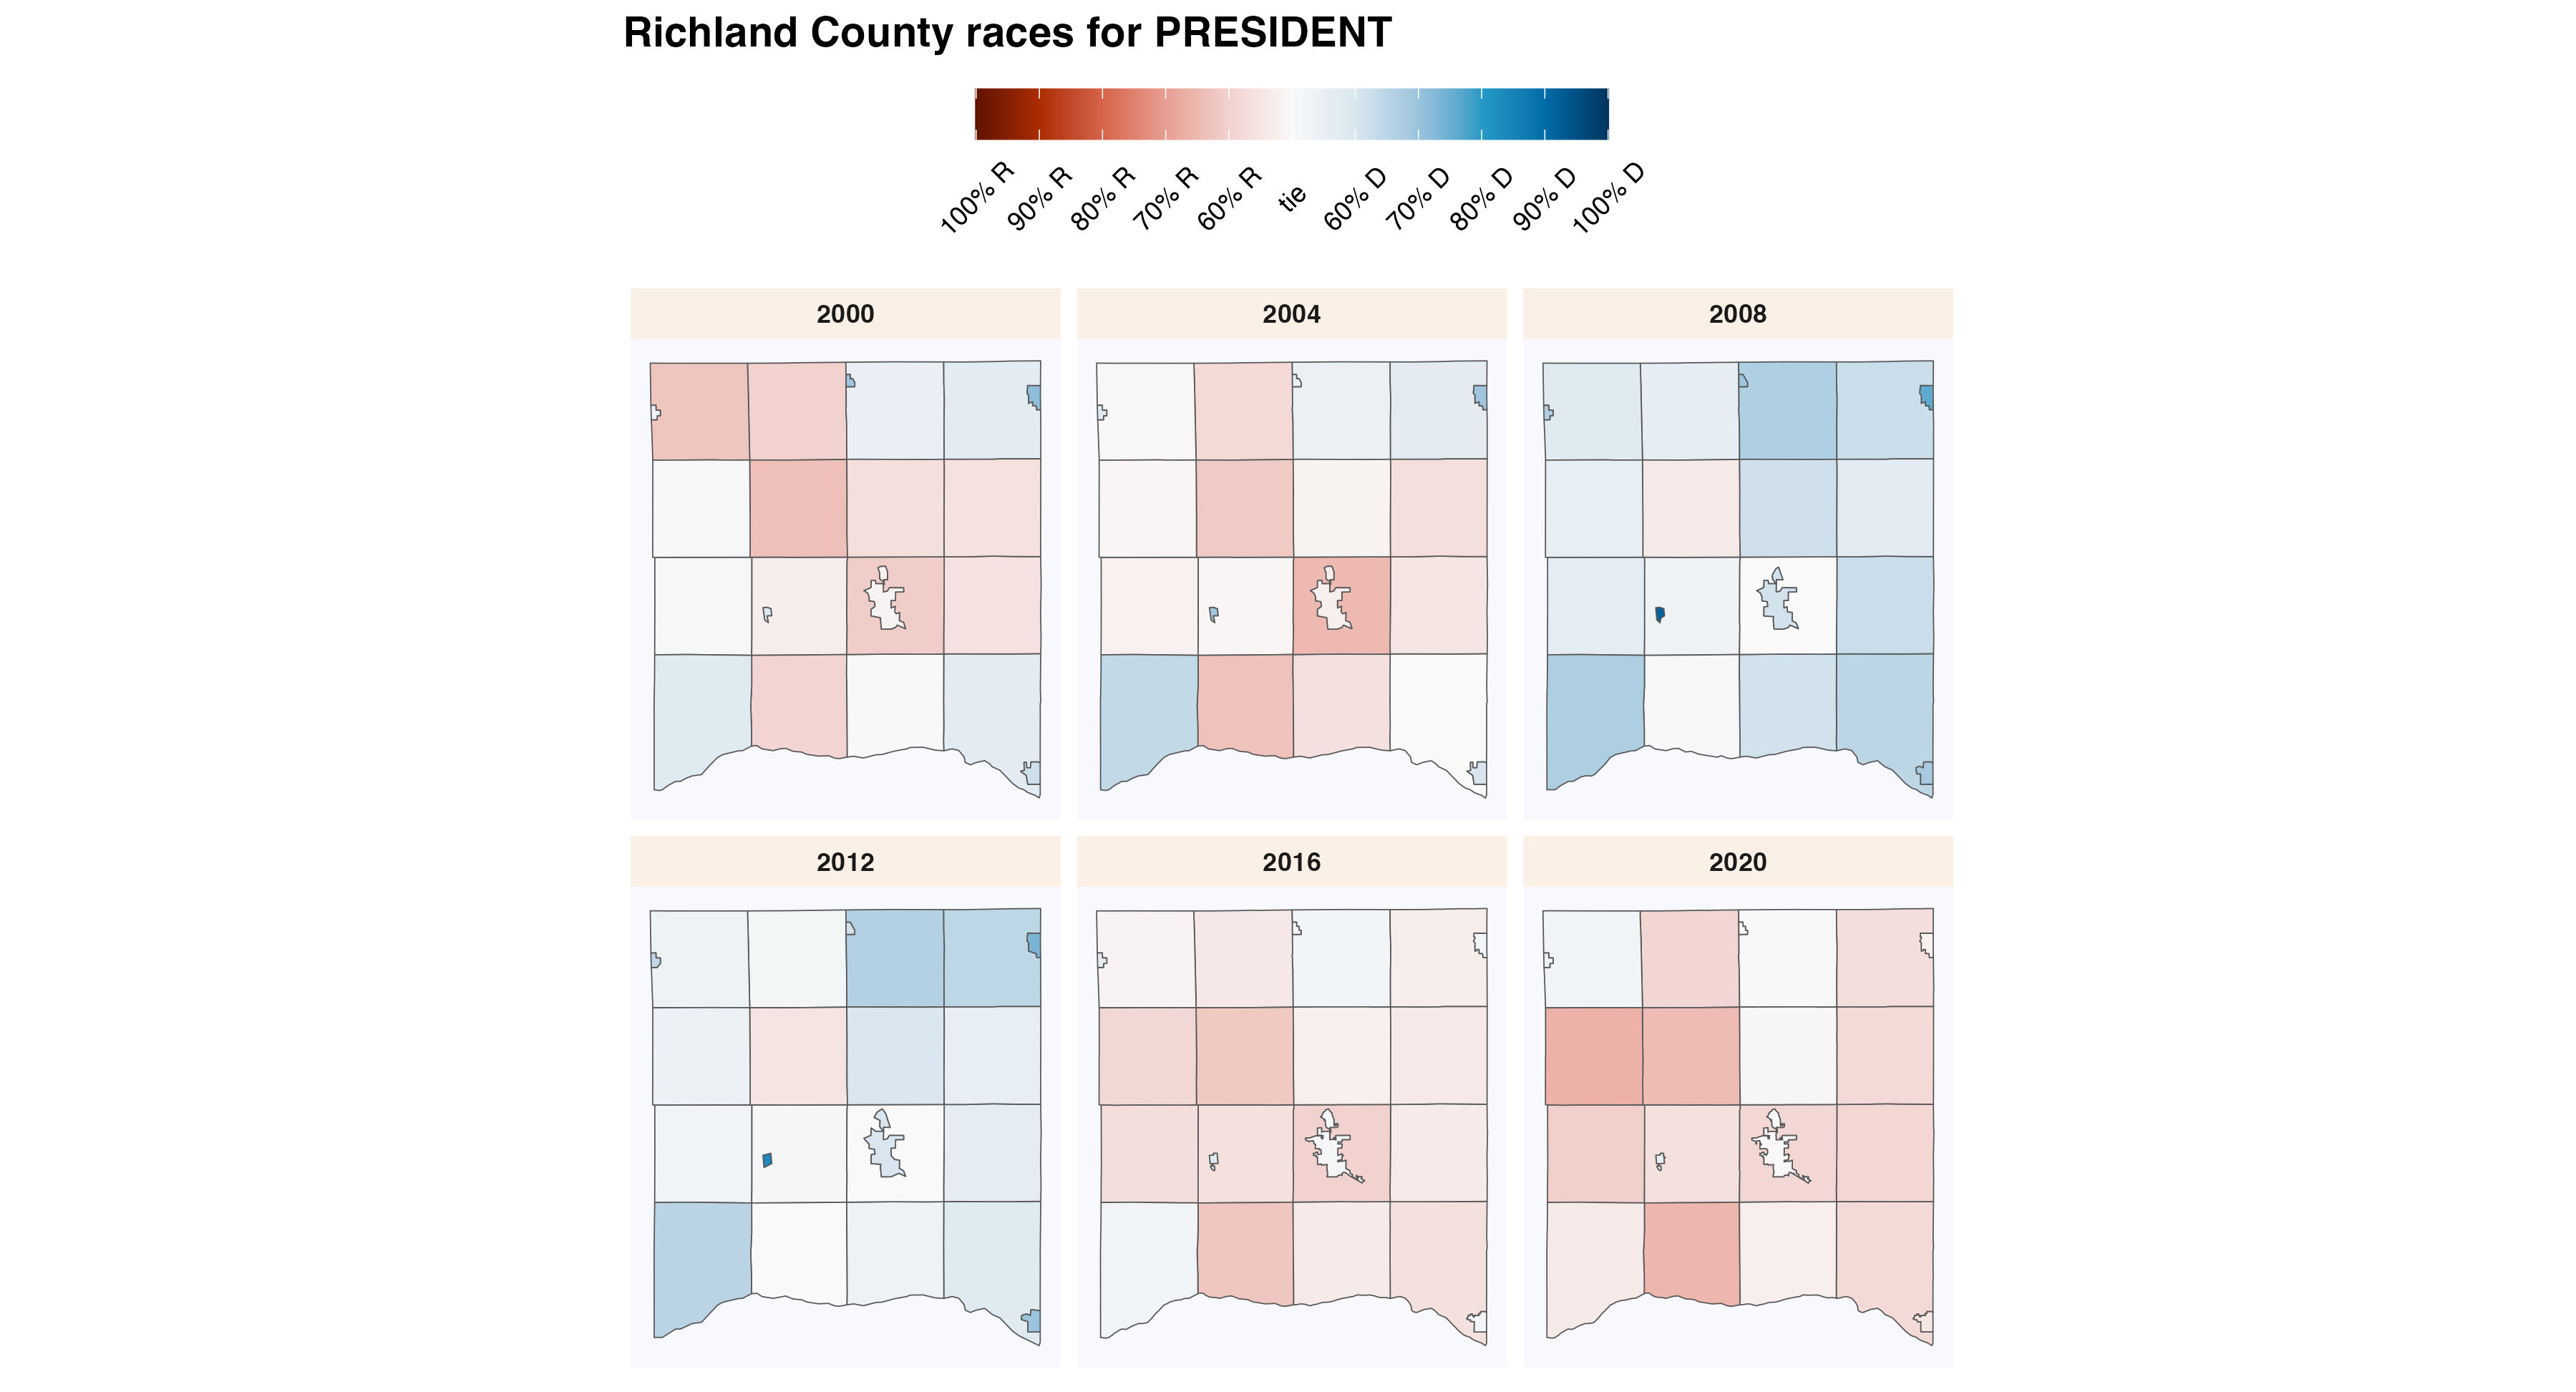 Richland County races for PRESIDENT
100% R
90% R
80% R
70% R
60% R
tie
60% D
70% D
80% D
90% D
100% D
2000
2004
2008
2012
2016
2020